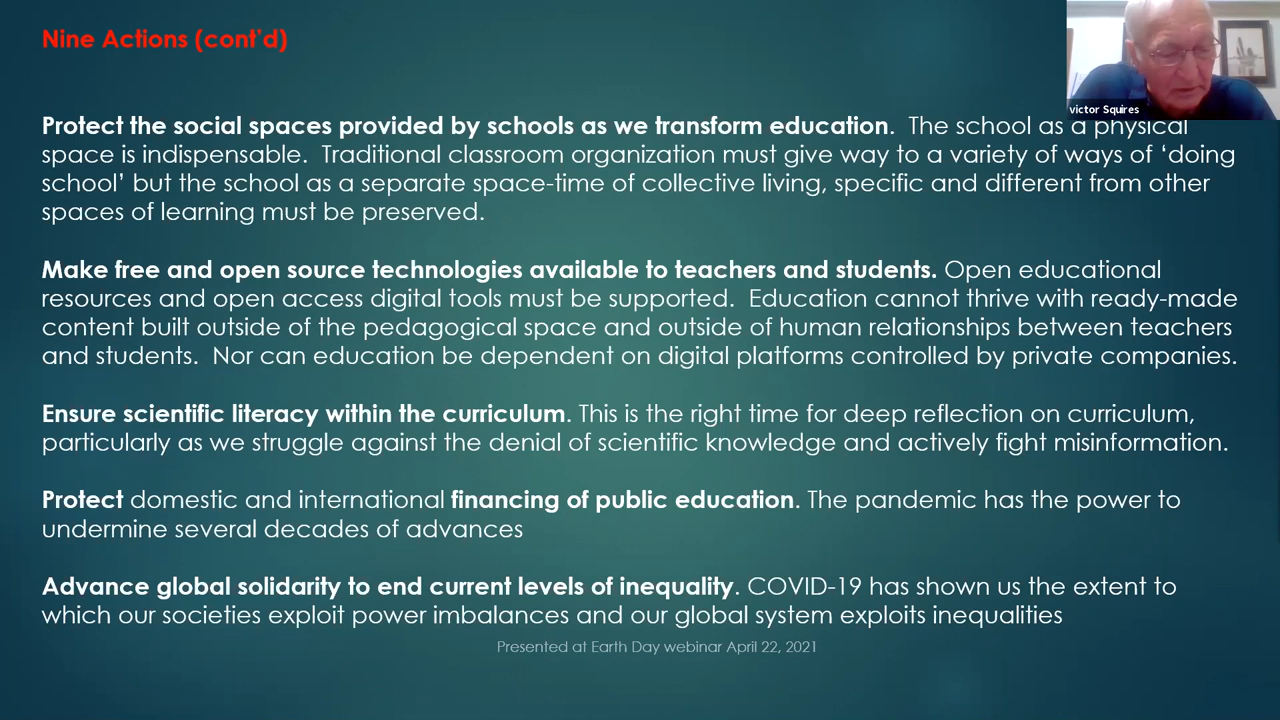 Nine Actions (cont'd)
victor Squires
Protect the social spaces provided by schools as we transform education.  The school as a physical
space is indispensable.  Traditional classroom organization must give way to a variety of ways of ‘doing
school’ but the school as a separate space-time of collective living, specific and different from other
spaces of learning must be preserved.
Make free and open source technologies available to teachers and students. Open educational
resources and open access digital tools must be supported.  Education cannot thrive with ready-made
content built outside of the pedagogical space and outside of human relationships between teachers
and students.  Nor can education be dependent on digital platforms controlled by private companies.
Ensure scientific literacy within the curriculum. This is the right time for deep reflection on curriculum,
particularly as we struggle against the denial of scientific knowledge and actively fight misinformation.
Protect domestic and international financing of public education. The pandemic has the power to
undermine several decades of advances
Advance global solidarity to end current levels of inequality. COVID-19 has shown us the extent to
which our societies exploit power imbalances and our global system exploits inequalities
Presented at Earth Day webinar April 22, 2021